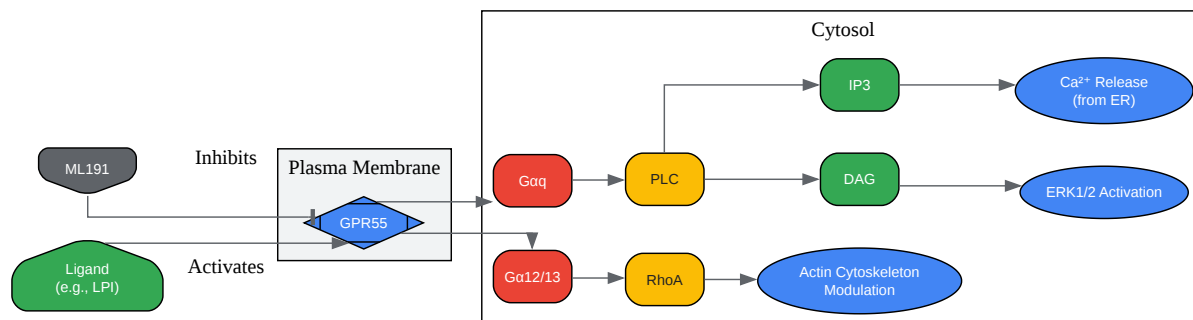 Cytosol
IP3
Ca²⁺ Release
(from ER)
Inhibits
Plasma Membrane
ML191
Gαq
PLC
DAG
ERK1/2 Activation
GPR55
Activates
Ligand
(e.g., LPI)
Gα12/13
RhoA
Actin Cytoskeleton
Modulation